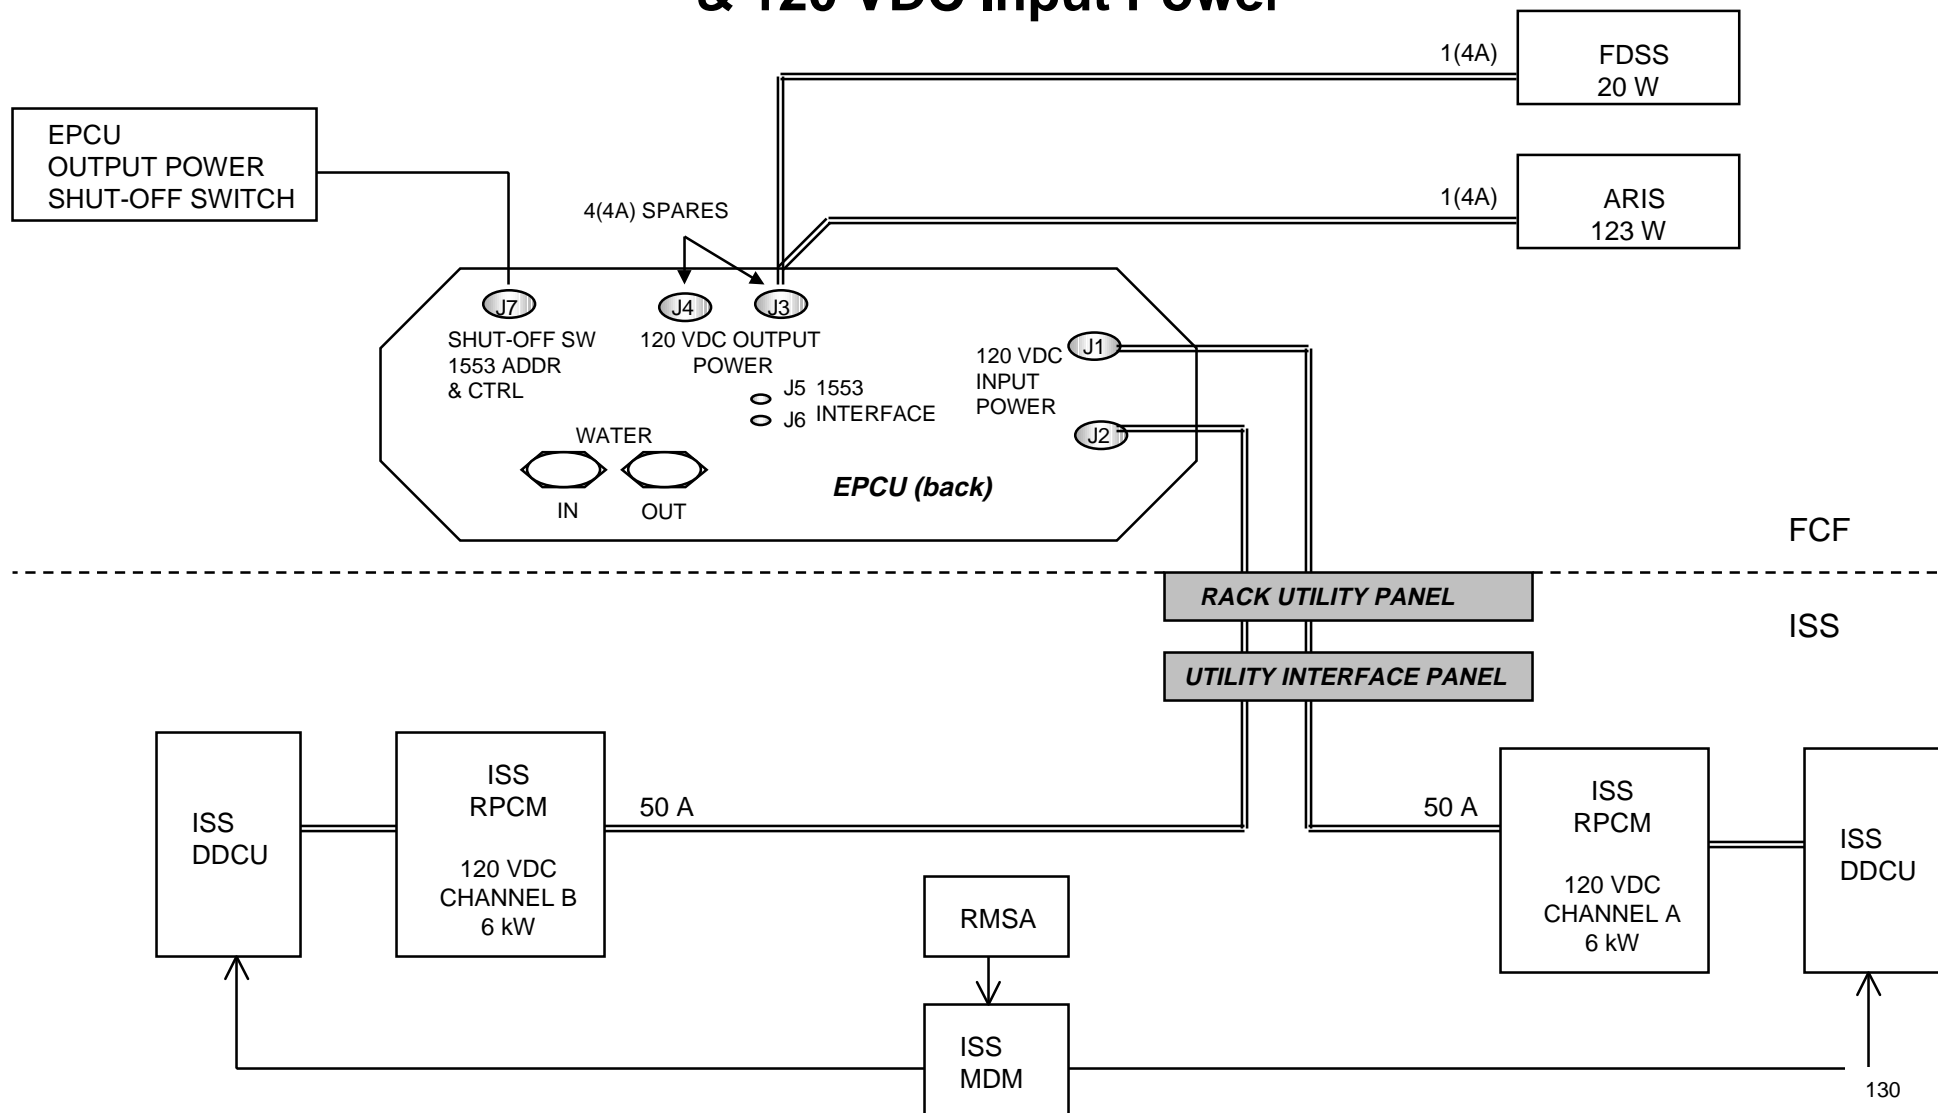 & 120 VDC Input Power
1(4A)
FDSS
20 W
EPCU
OUTPUT POWER
SHUT-OFF SWITCH
1(4A)
ARIS
123 W
4(4A) SPARES
J7
J4
J3
SHUT-OFF SW
1553 ADDR
& CTRL
120 VDC OUTPUT
POWER
J5 1553
J6 INTERFACE
120 VDC
INPUT
POWER
J1
J2
WATER
IN
OUT
EPCU (back)
FCF
RACK UTILITY PANEL
ISS
UTILITY INTERFACE PANEL
ISS
DDCU
ISS
RPCM
120 VDC
CHANNEL B
6 kW
50 A
50 A
ISS
RPCM
120 VDC
CHANNEL A
6 kW
ISS
DDCU
RMSA
ISS
MDM
130